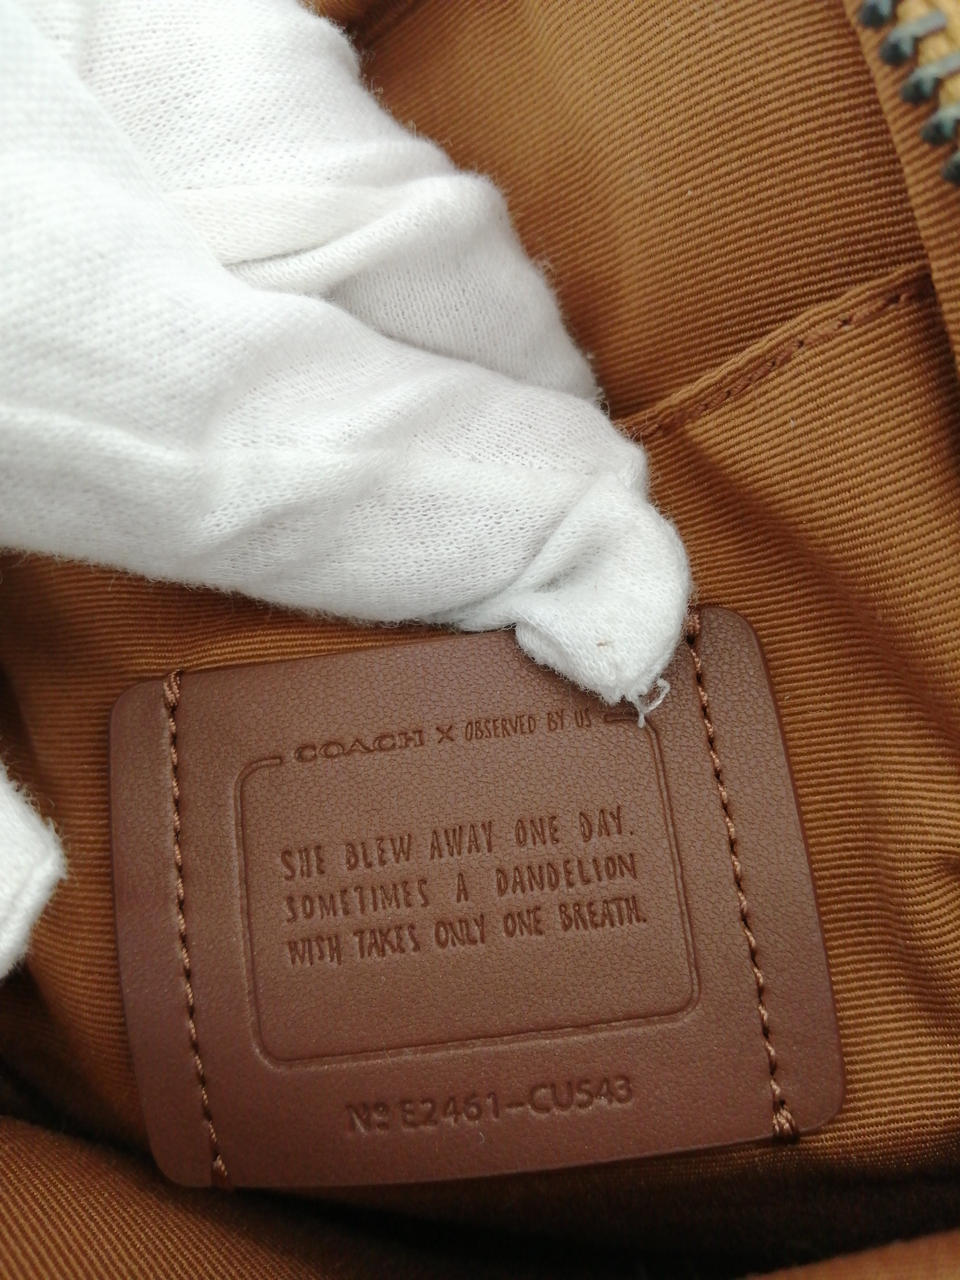 COACH X OBSERVED BY US
SHE BLEW AWAY ONE DAY.
SOMETIMES A DANDELION
WISH TAKES ONLY ONE BREATH.
Nº E2461-CUS43